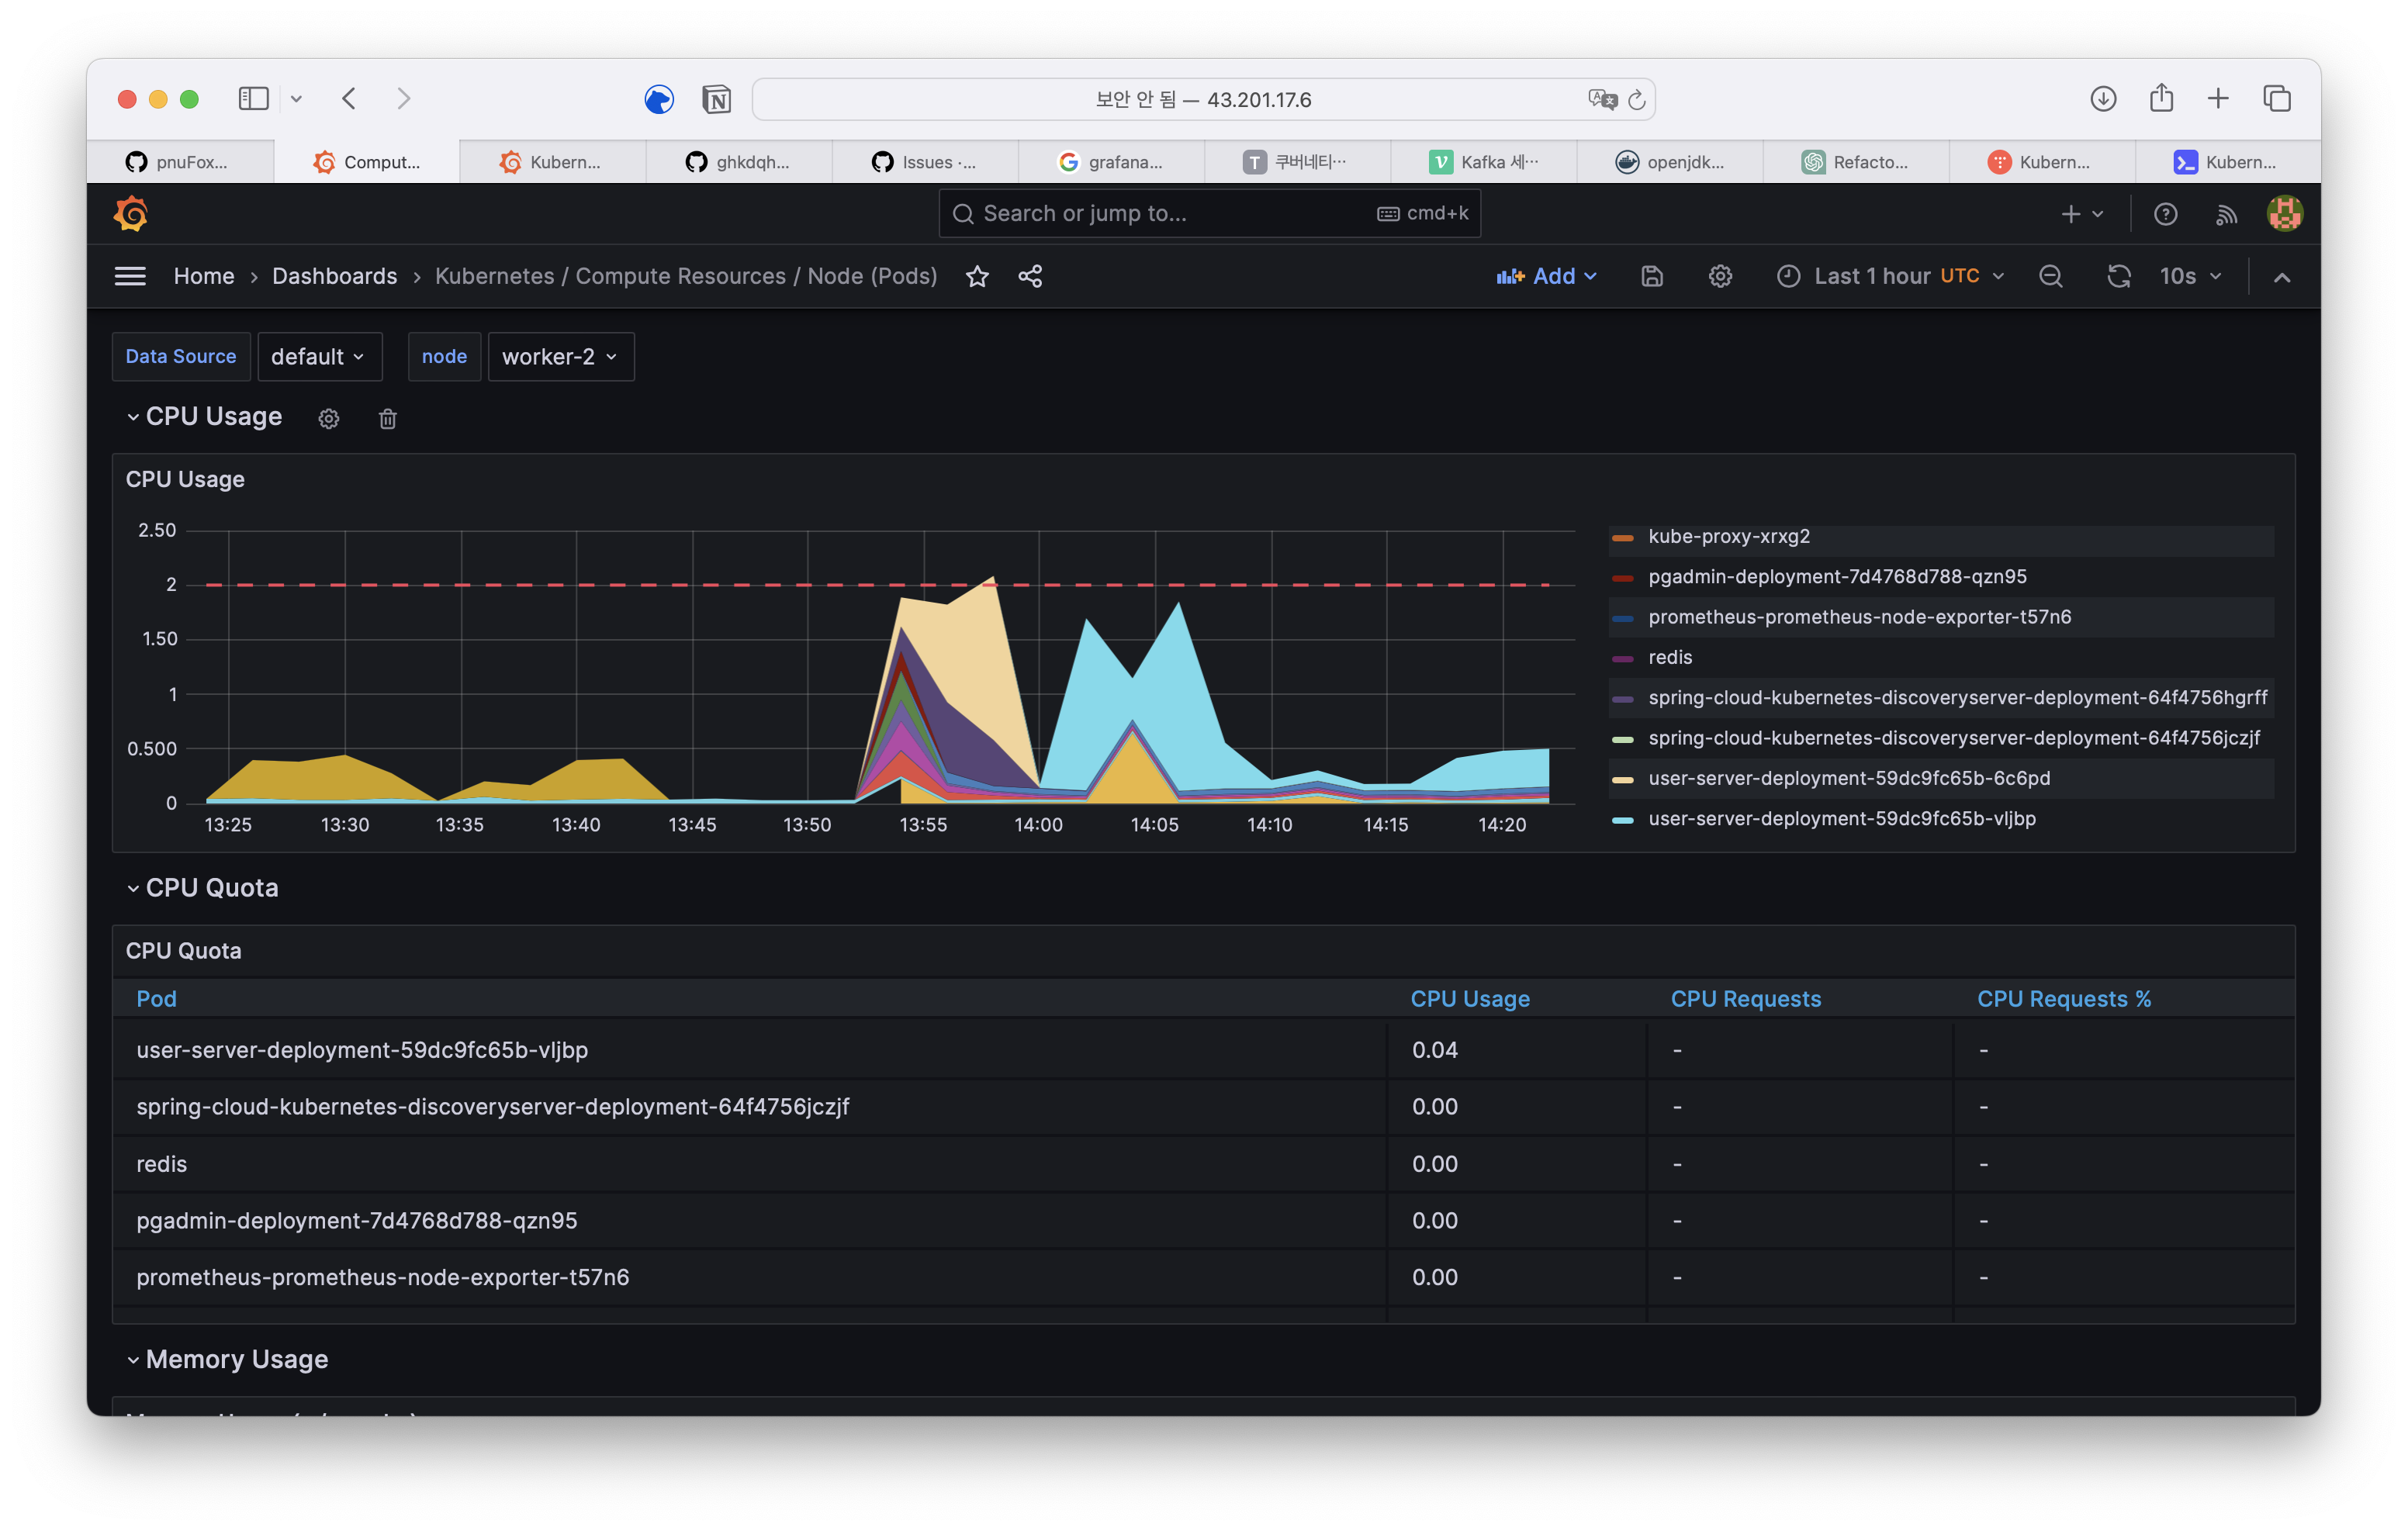 보안 안 됨 — 43.201.17.6
pnuFox...
Comput...
Kubern...
ghkdqh...
Issues ·...
grafana...
T 쿠버네티...
V Kafka 세...
openjdk...
Refacto...
Kubern...
Kubern...
Search or jump to... cmd+k
Home › Dashboards › Kubernetes / Compute Resources / Node (Pods)
Add
Last 1 hour UTC
10s
Data Source default node worker-2
CPU Usage
CPU Usage
2.50
2
1.50
1
0.500
0
13:25 13:30 13:35 13:40 13:45 13:50 13:55 14:00 14:05 14:10 14:15 14:20
kube-proxy-xrxg2
pgadmin-deployment-7d4768d788-qzn95
prometheus-prometheus-node-exporter-t57n6
redis
spring-cloud-kubernetes-discoveryserver-deployment-64f4756hgrff
spring-cloud-kubernetes-discoveryserver-deployment-64f4756jczjf
user-server-deployment-59dc9fc65b-6c6pd
user-server-deployment-59dc9fc65b-vljbp
CPU Quota
CPU Quota
Pod CPU Usage CPU Requests CPU Requests %
user-server-deployment-59dc9fc65b-vljbp 0.04 - -
spring-cloud-kubernetes-discoveryserver-deployment-64f4756jczjf 0.00 - -
redis 0.00 - -
pgadmin-deployment-7d4768d788-qzn95 0.00 - -
prometheus-prometheus-node-exporter-t57n6 0.00 - -
Memory Usage